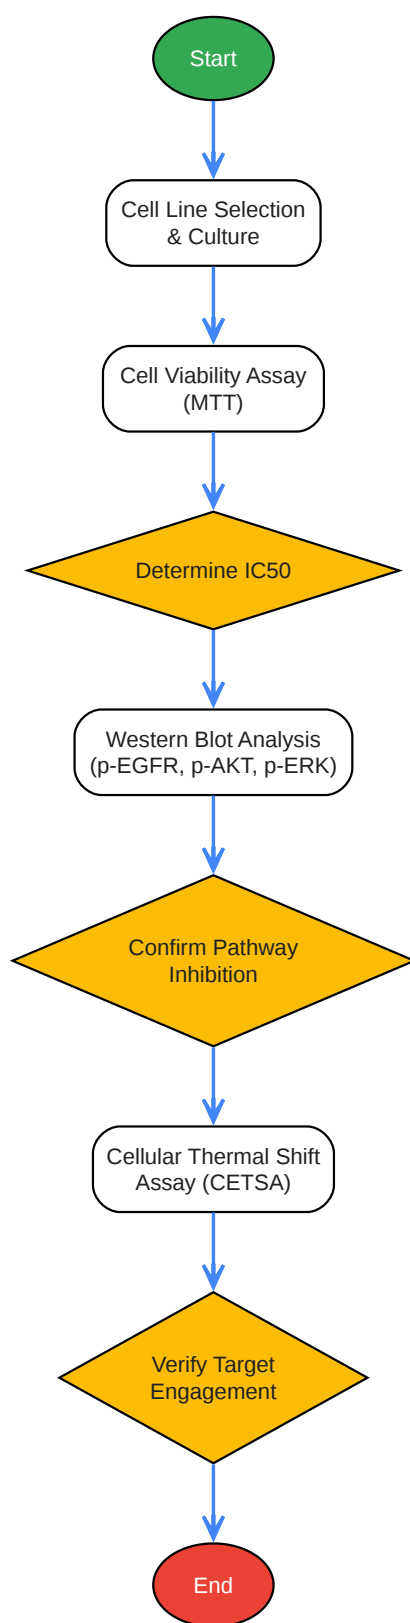 Start
Cell Line Selection
& Culture
Cell Viability Assay
(MTT)
Determine IC50
Western Blot Analysis
(p-EGFR, p-AKT, p-ERK)
Confirm Pathway
Inhibition
Cellular Thermal Shift
Assay (CETSA)
Verify Target
Engagement
End